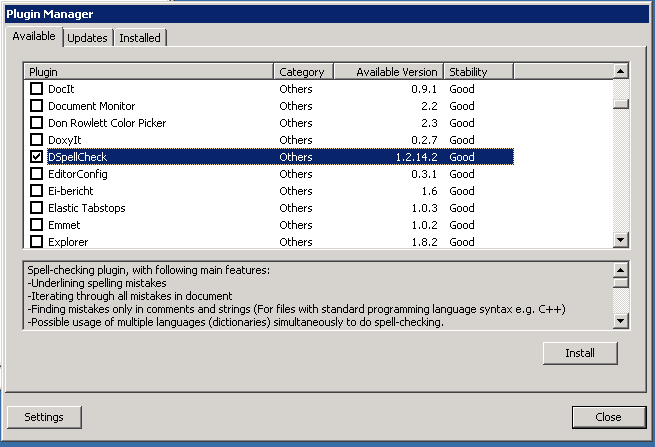 Plugin Manager
Available Updates Installed
Plugin Category Available Version Stability
DocIt Others 0.9.1 Good
Document Monitor Others 2.2 Good
Don Rowlett Color Picker Others 2.3 Good
DoxyIt Others 0.2.7 Good
DSpellCheck Others 1.2.14.2 Good
EditorConfig Others 0.3.1 Good
Ei-bericht Others 1.6 Good
Elastic Tabstops Others 1.0.3 Good
Emmet Others 1.0.2 Good
Explorer Others 1.8.2 Good
Spell-checking plugin, with following main features:
-Underlining spelling mistakes
-Iterating through all mistakes in document
-Finding mistakes only in comments and strings (For files with standard programming language syntax e.g. C++)
-Possible usage of multiple languages (dictionaries) simultaneously to do spell-checking.
Install
Settings Close